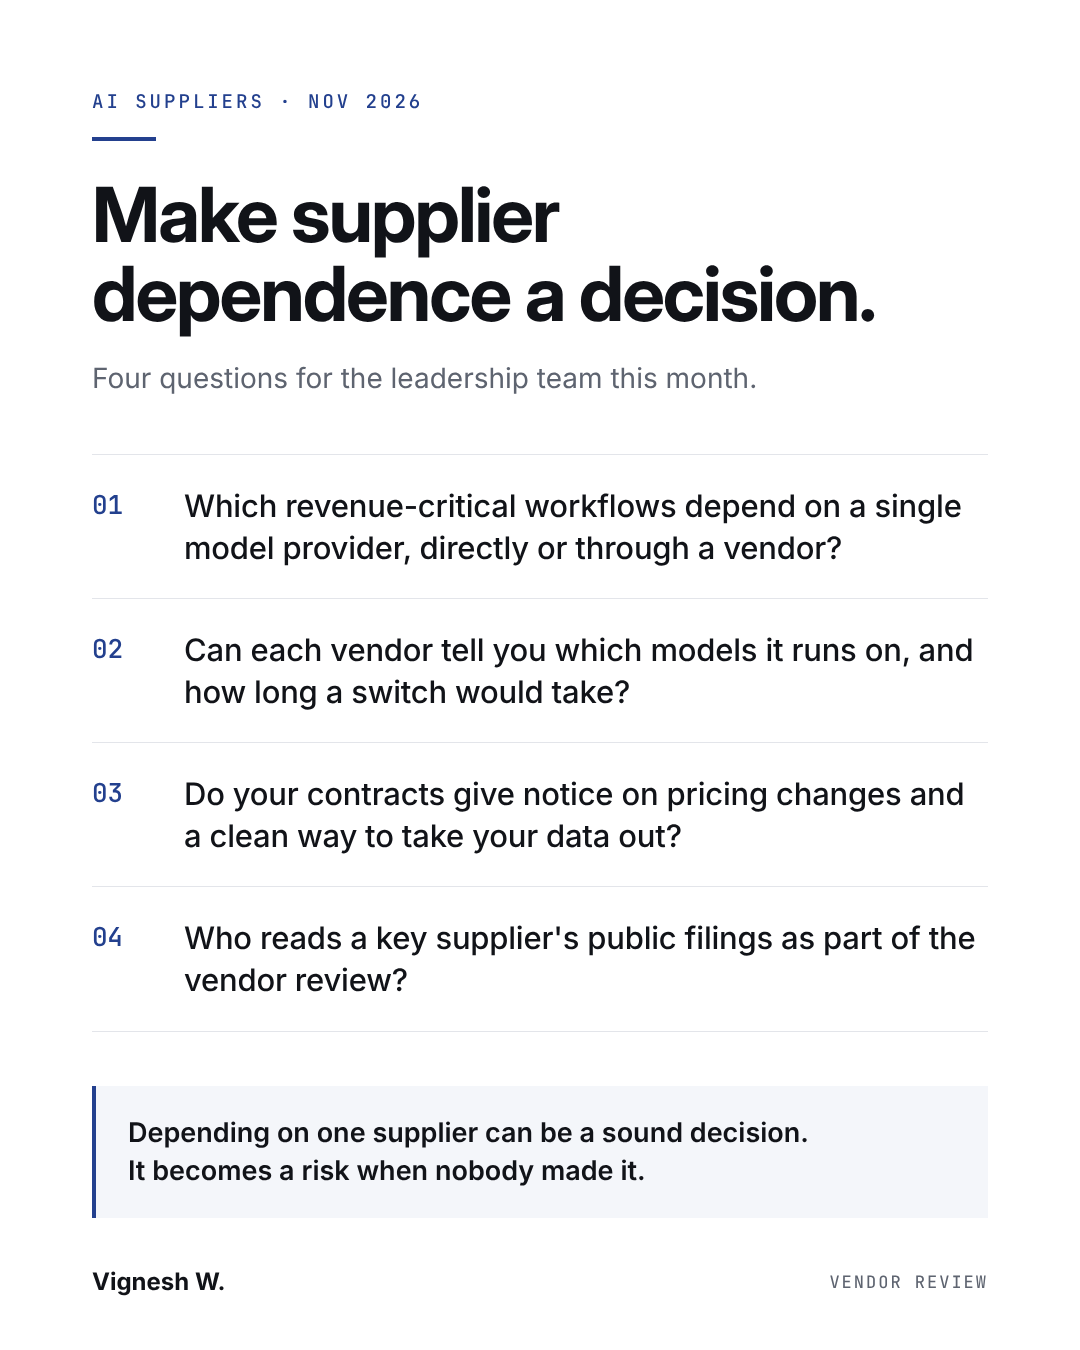 AI SUPPLIERS · NOV 2026
Make supplier
dependence a decision.
Four questions for the leadership team this month.
01 Which revenue-critical workflows depend on a single
model provider, directly or through a vendor?
02 Can each vendor tell you which models it runs on, and
how long a switch would take?
03 Do your contracts give notice on pricing changes and
a clean way to take your data out?
04 Who reads a key supplier's public filings as part of the
vendor review?
Depending on one supplier can be a sound decision.
It becomes a risk when nobody made it.
Vignesh W.
VENDOR REVIEW